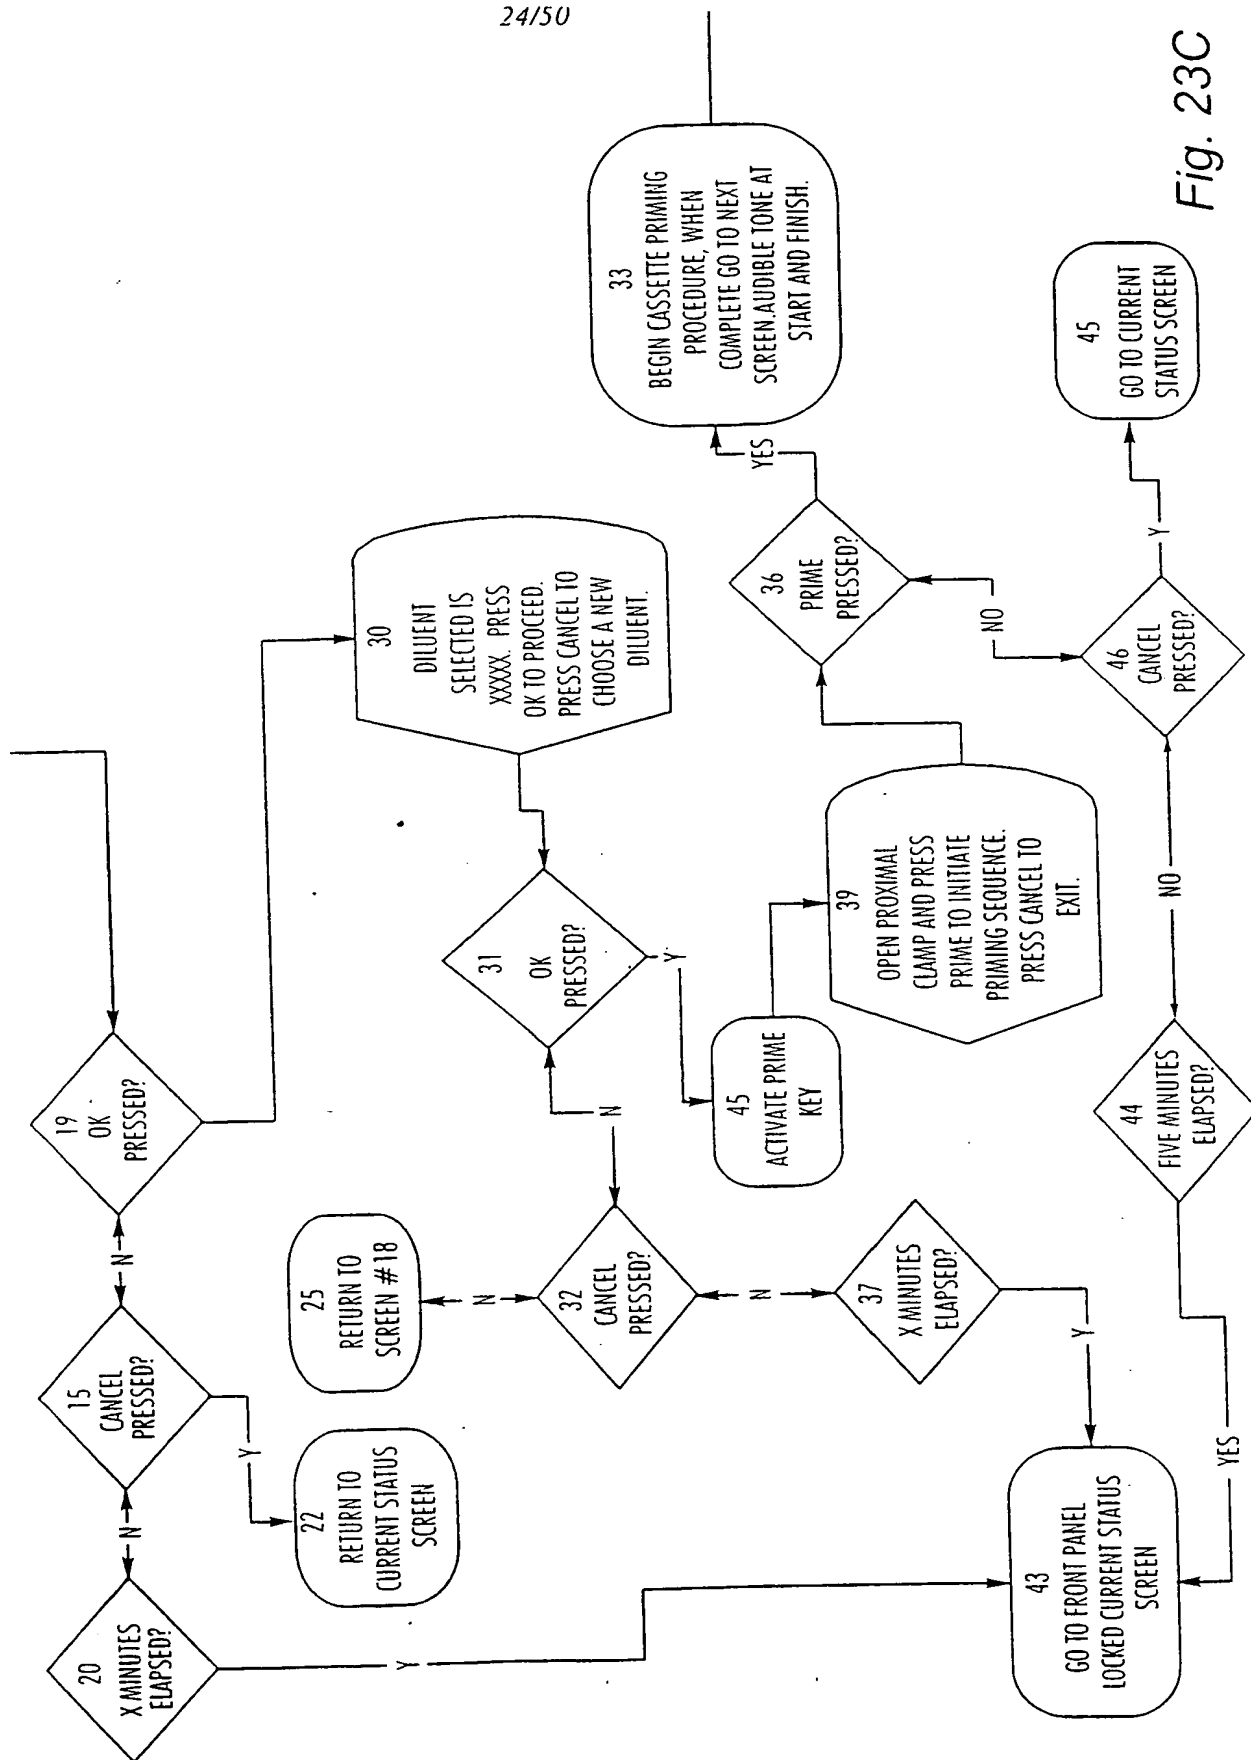 24/50
19
OK
PRESSED?
N
15
CANCEL
PRESSED?
N
20
X MINUTES
ELAPSED?
Y
22
RETURN TO
CURRENT STATUS
SCREEN
Y
30
DILUENT
SELECTED IS
XXXXX. PRESS
OK TO PROCEED.
PRESS CANCEL TO
CHOOSE A NEW
DILUENT.
31
OK
PRESSED?
N
Y
25
RETURN TO
SCREEN #18
N
32
CANCEL
PRESSED?
N
37
X MINUTES
ELAPSED?
Y
45
ACTIVATE PRIME
KEY
39
OPEN PROXIMAL
CLAMP AND PRESS
PRIME TO INITIATE
PRIMING SEQUENCE.
PRESS CANCEL TO
EXIT.
36
PRIME
PRESSED?
YES
33
BEGIN CASSETTE PRIMING
PROCEDURE, WHEN
COMPLETE GO TO NEXT
SCREEN.AUDIBLE TONE AT
START AND FINISH.
NO
46
CANCEL
PRESSED?
Y
45
GO TO CURRENT
STATUS SCREEN
NO
44
FIVE MINUTES
ELAPSED?
YES
43
GO TO FRONT PANEL
LOCKED CURRENT STATUS
SCREEN
Fig. 23C